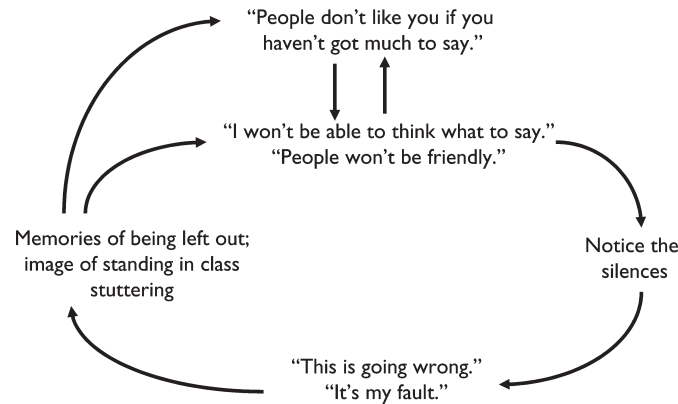 “People don’t like you if you
haven’t got much to say.”
“I won’t be able to think what to say.”
“People won’t be friendly.”
Memories of being left out;
image of standing in class
stuttering
Notice the
silences
“This is going wrong.”
“It’s my fault.”